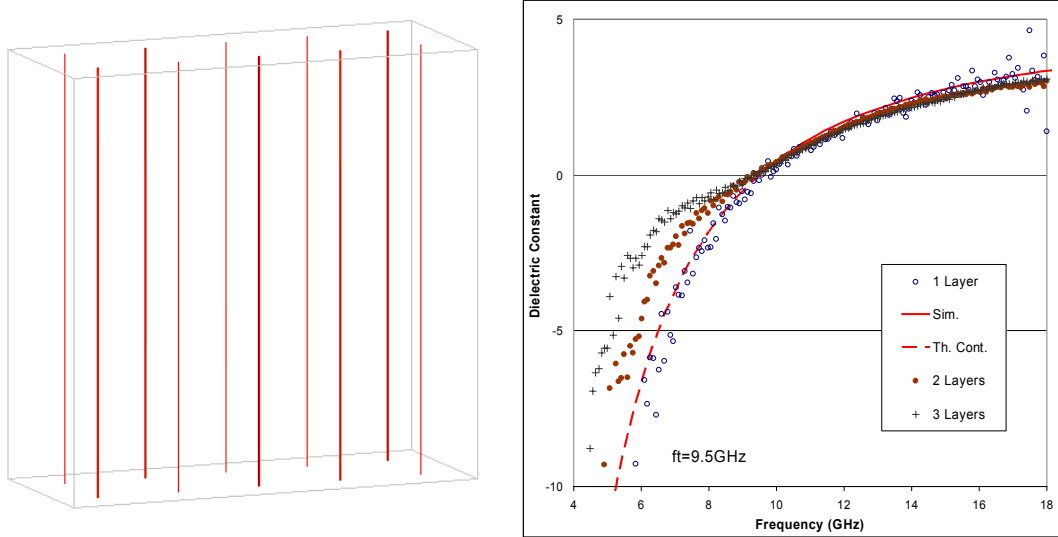 5
0
-5
-10
Dielectric Constant
1 Layer
Sim.
Th. Cont.
2 Layers
3 Layers
ft=9.5GHz
4 6 8 10 12 14 16 18
Frequency (GHz)